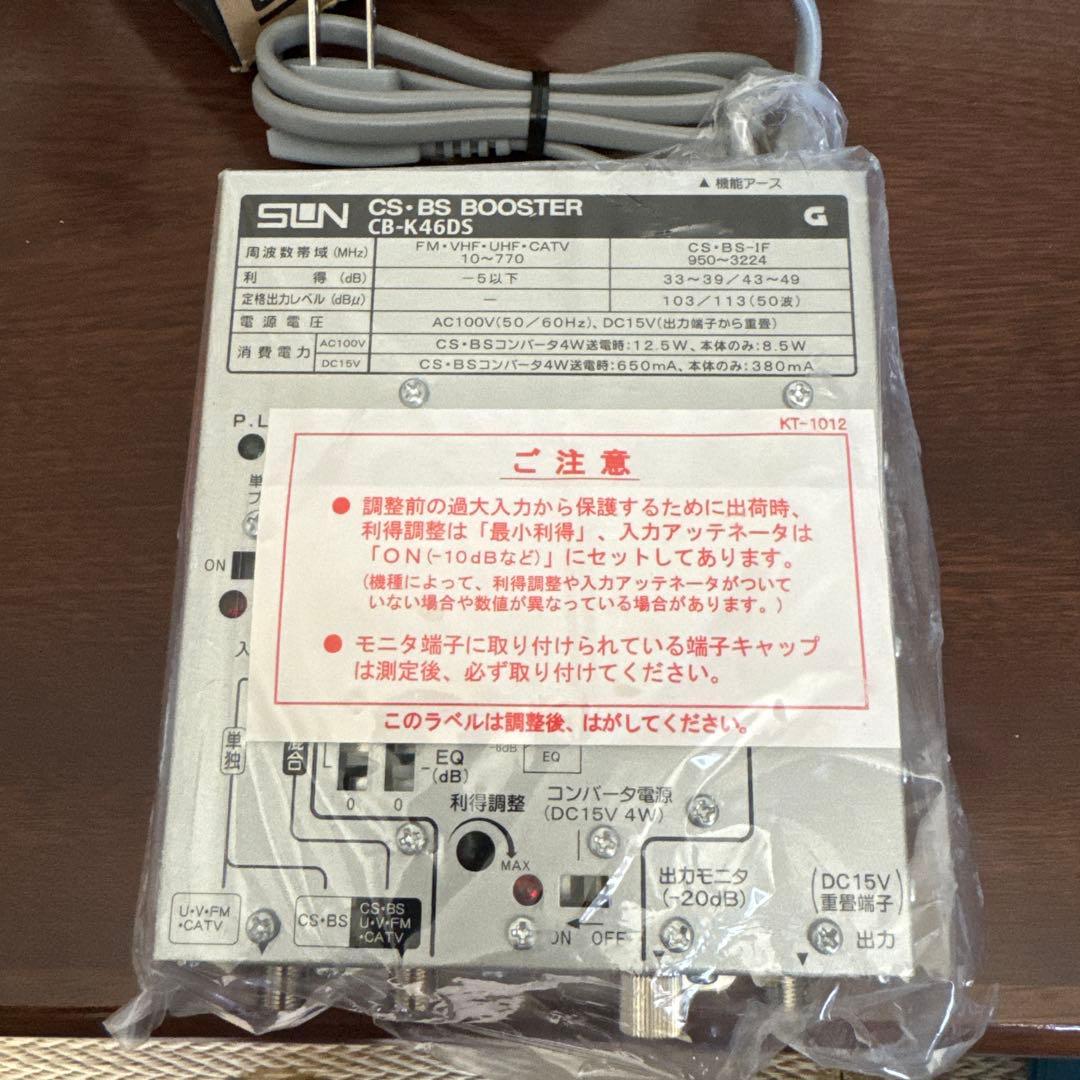 ▲機能アース
SUN CS・BS BOOSTER G
CB-K46DS
周波数帯域(MHz) FM・VHF・UHF・CATV 10〜770 CS・BS-IF 950〜3224
利得(dB) −5以下 33〜39/43〜49
定格出力レベル(dBμ) − 103/113(50波)
電源電圧 AC100V(50/60Hz)、DC15V(出力端子から重畳)
消費電力 AC100V CS・BSコンバータ4W送電時:12.5W、本体のみ:8.5W
DC15V CS・BSコンバータ4W送電時:650mA、本体のみ:380mA
P.L
KT-1012
ご注意
● 調整前の過大入力から保護するために出荷時、
利得調整は「最小利得」、入力アッテネータは
「ON(-10dBなど)」にセットしてあります。
(機種によって、利得調整や入力アッテネータがついて
いない場合や数値が異なっている場合があります。)
● モニタ端子に取り付けられている端子キャップ
は測定後、必ず取り付けてください。
このラベルは調整後、はがしてください。
単
ブ
ON
入
単独
混合
EQ
(dB)
0 0
-6dB
EQ
利得調整
MAX
コンバータ電源
(DC15V 4W)
ON OFF
出力モニタ
(-20dB)
(DC15V
重畳端子)
出力
U・V・FM
・CATV
CS・BS
CS・BS
U・V・FM
・CATV